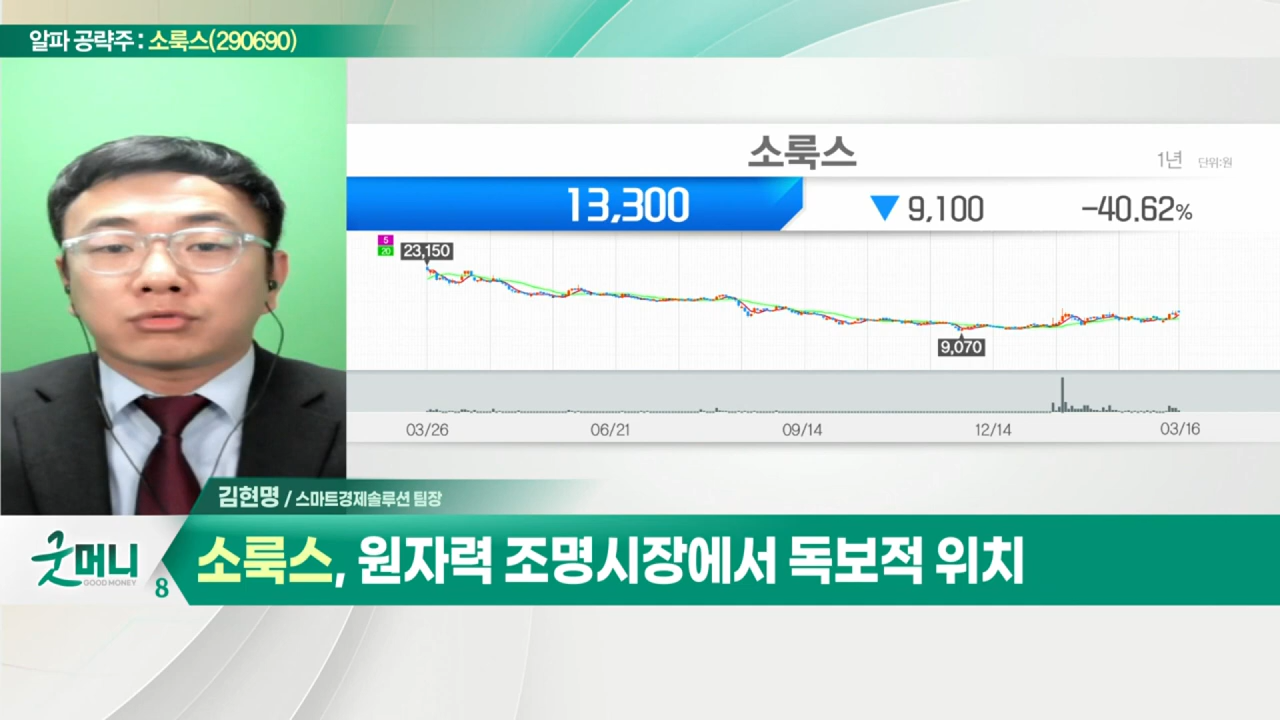 알파 공략주 : 소룩스(290690)
소룩스
1년 단위:원
13,300 ▼ 9,100 -40.62%
5
20
23,150
9,070
03/26 06/21 09/14 12/14 03/16
김현명 / 스마트경제솔루션 팀장
굿머니
GOOD MONEY
8
소룩스, 원자력 조명시장에서 독보적 위치